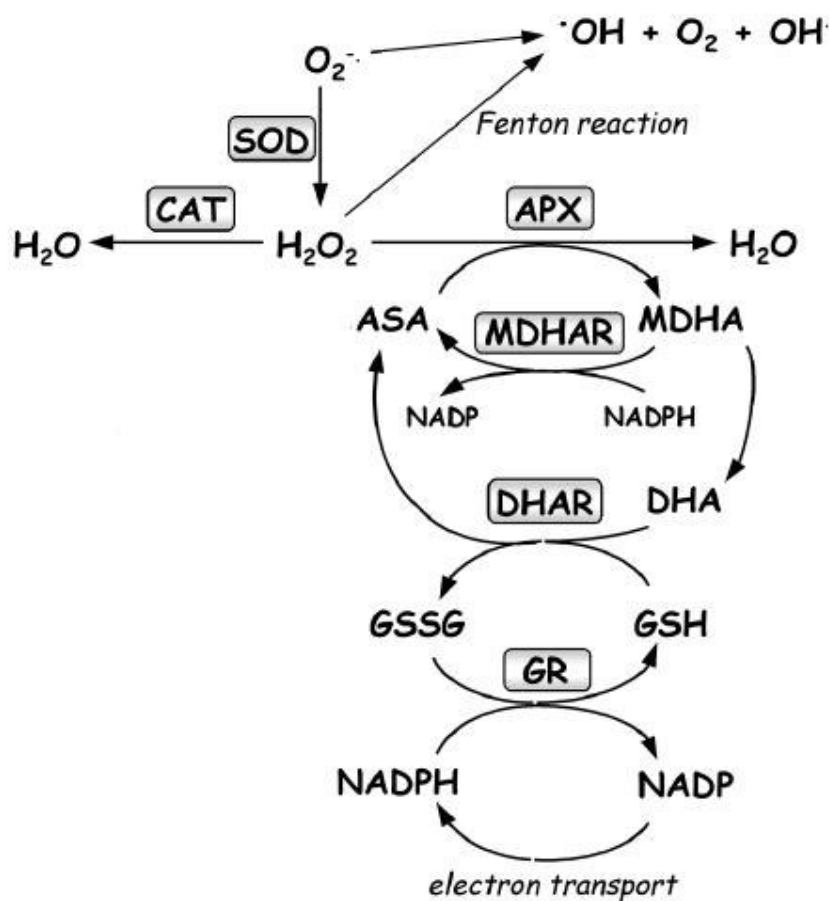 ·OH + O₂ + OH·
O₂⁻·
Fenton reaction
SOD
CAT
APX
H₂O
H₂O₂
H₂O
ASA
MDHAR
MDHA
NADP
NADPH
DHAR
DHA
GSSG
GSH
GR
NADPH
NADP
electron transport